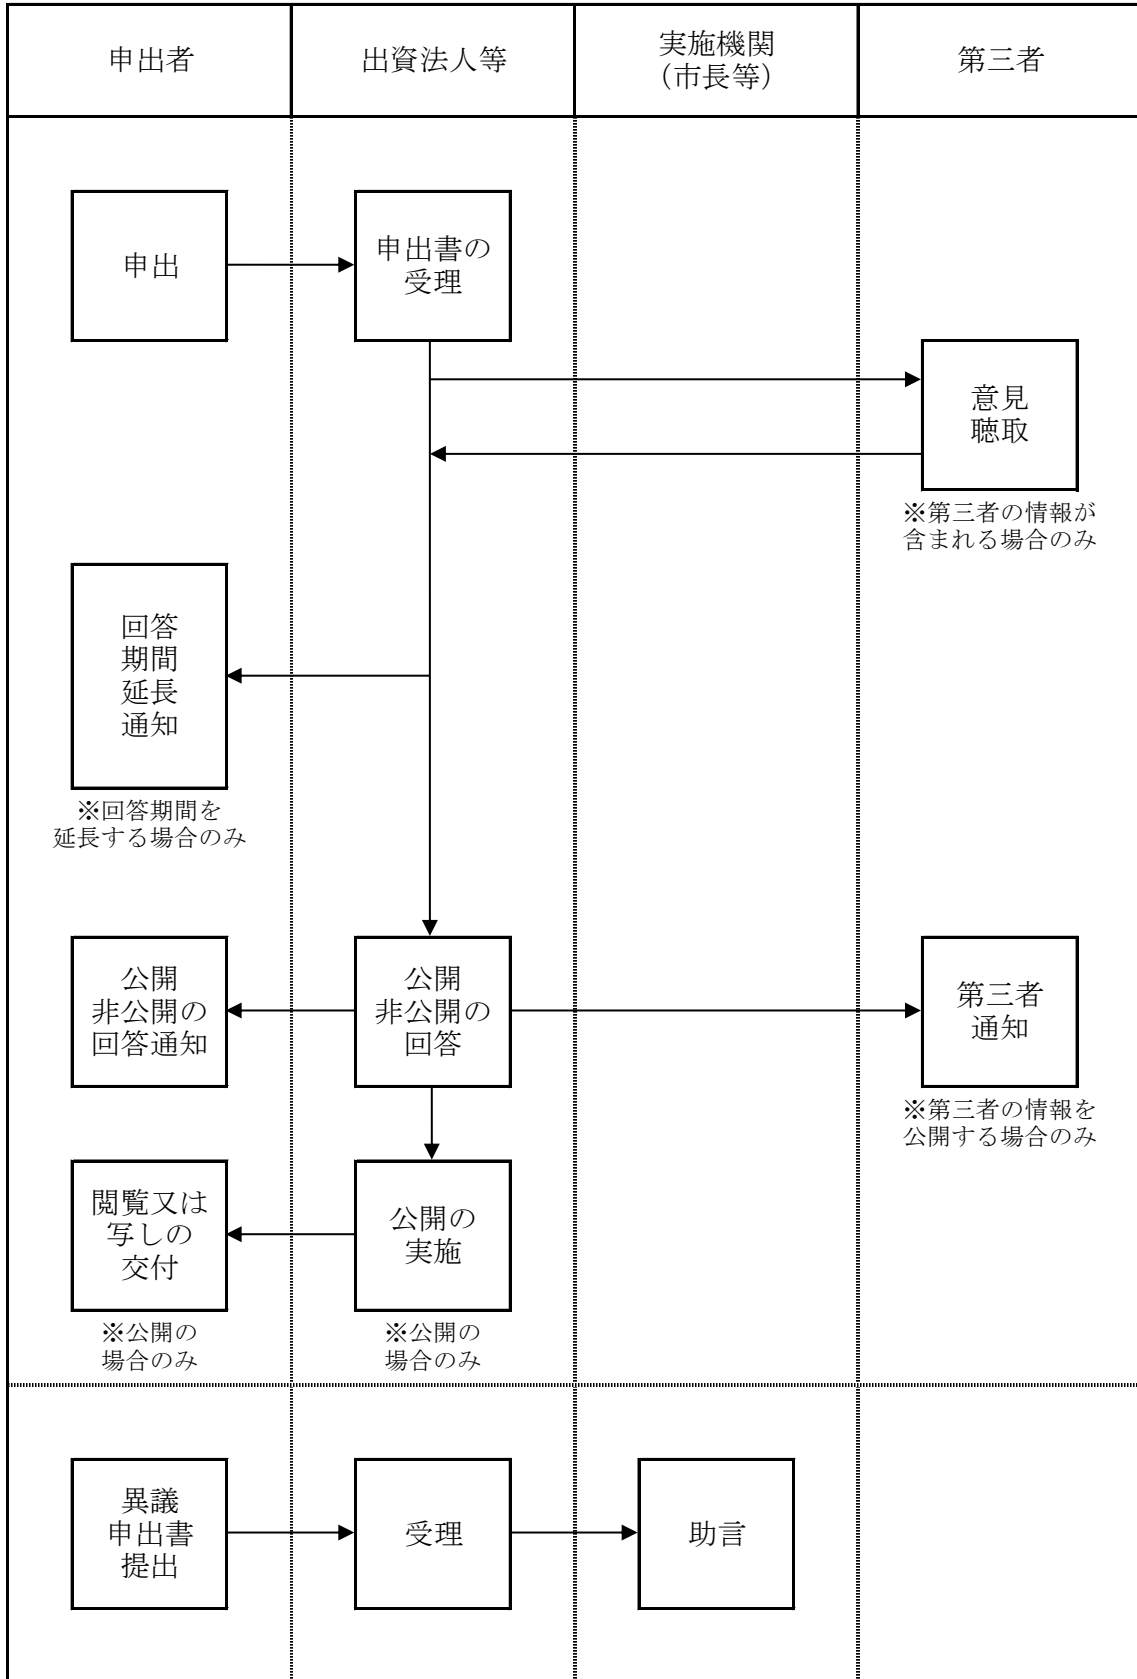 申出者
出資法人等
実施機関
（市長等）
第三者
申出
申出書の
受理
意見
聴取
※第三者の情報が
含まれる場合のみ
回答
期間
延長
通知
※回答期間を
延長する場合のみ
公開
非公開の
回答通知
公開
非公開の
回答
第三者
通知
※第三者の情報を
公開する場合のみ
閲覧又は
写しの
交付
※公開の
場合のみ
公開の
実施
※公開の
場合のみ
異議
申出書
提出
受理
助言